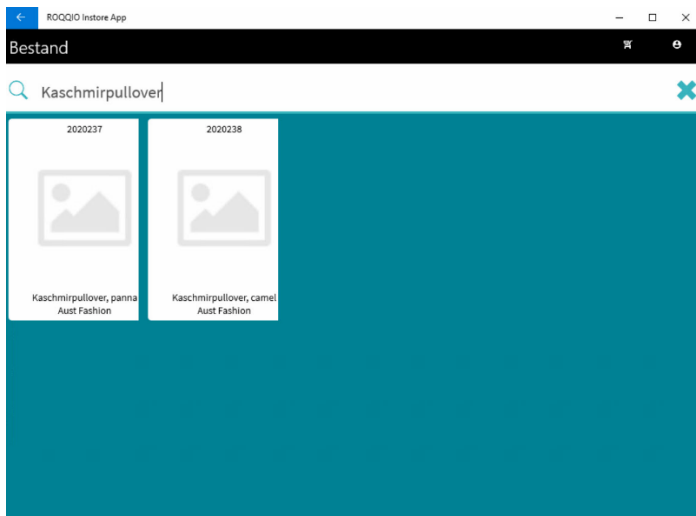 ROQQIO Instore App
Bestand
Kaschmirpullover
2020237
2020238
Kaschmirpullover, panna
Aust Fashion
Kaschmirpullover, camel
Aust Fashion